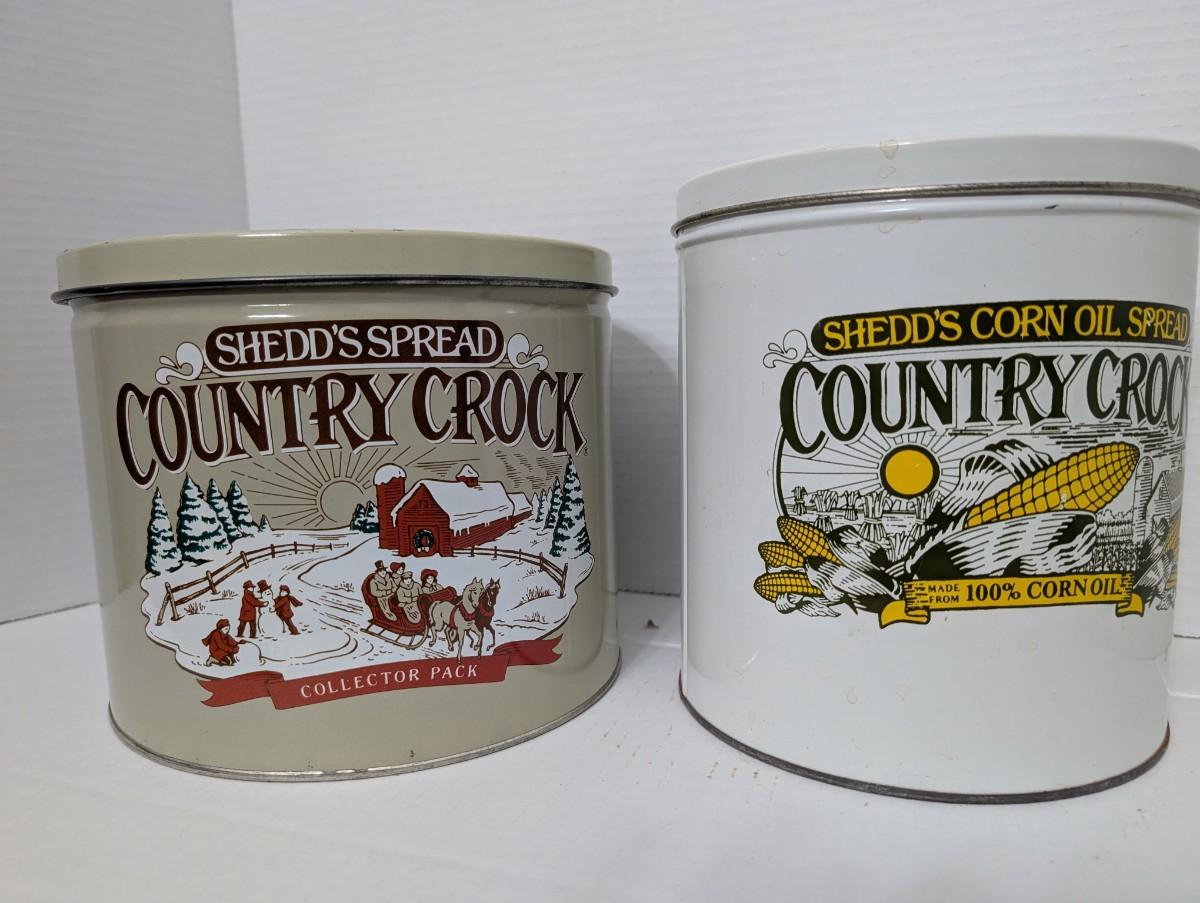 SHEDD'S SPREAD
COUNTRY CROCK
COLLECTOR PACK
SHEDD'S CORN OIL SPREAD
COUNTRY CROCK
MADE
FROM 100% CORN OIL